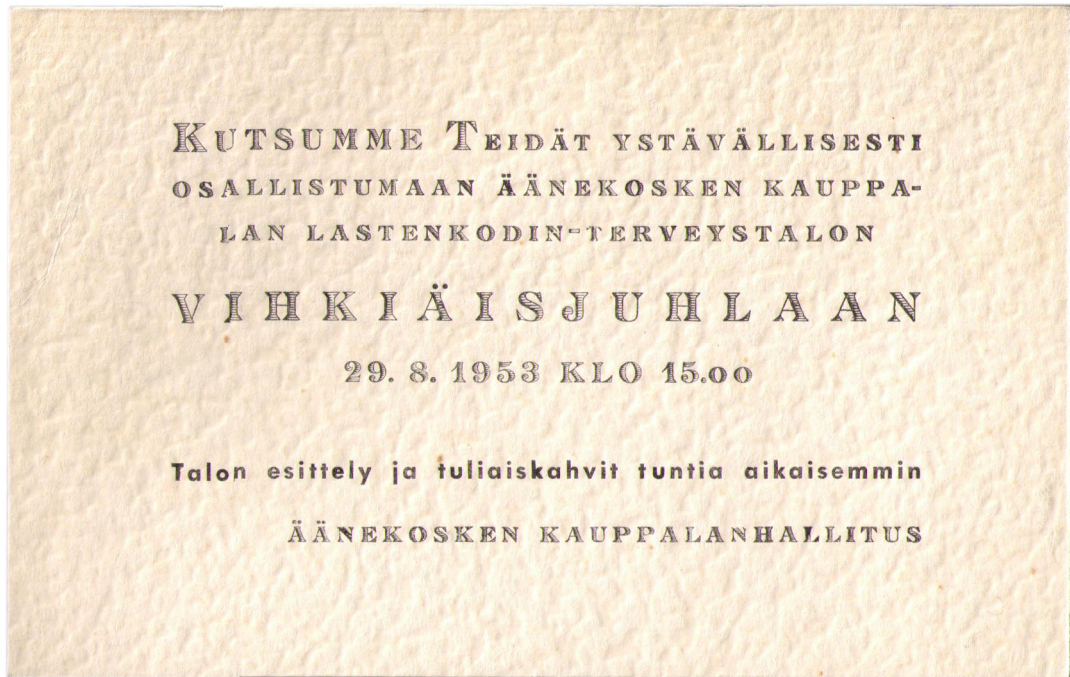 KUTSUMME TEIDÄT YSTÄVÄLLISESTI
OSALLISTUMAAN ÄÄNEKOSKEN KAUPPA-
LAN LASTENKODIN-TERVEYSTALON
VIHKIÄISJUHLAAN
29. 8. 1953 KLO 15.00
Talon esittely ja tuliaiskahvit tuntia aikaisemmin
ÄÄNEKOSKEN KAUPPALANHALLITUS